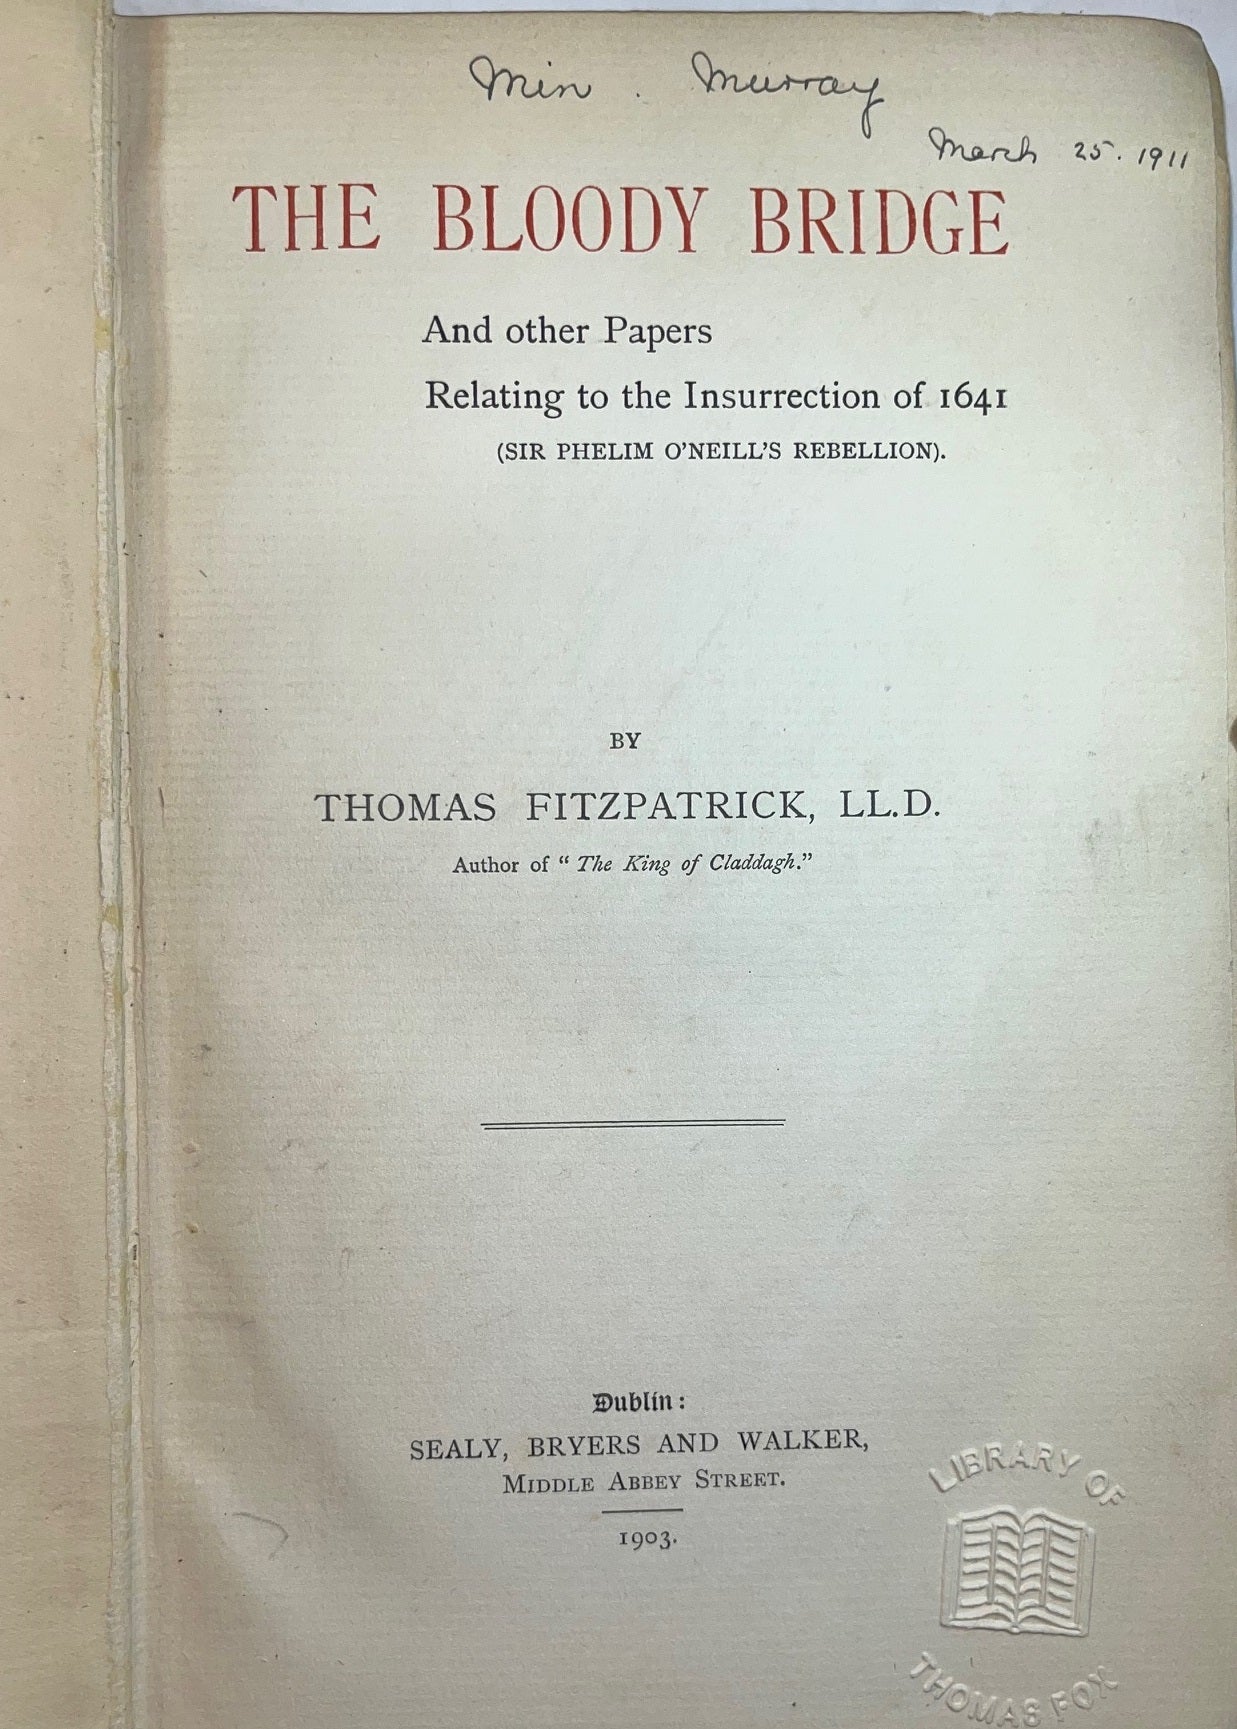 Min. Murray
March 25. 1911
THE BLOODY BRIDGE
And other Papers
Relating to the Insurrection of 1641
(SIR PHELIM O'NEILL'S REBELLION).
BY
THOMAS FITZPATRICK, LL.D.
Author of “The King of Claddagh.”
Dublin:
SEALY, BRYERS AND WALKER,
MIDDLE ABBEY STREET.
1903.
LIBRARY OF
THOMAS FOX